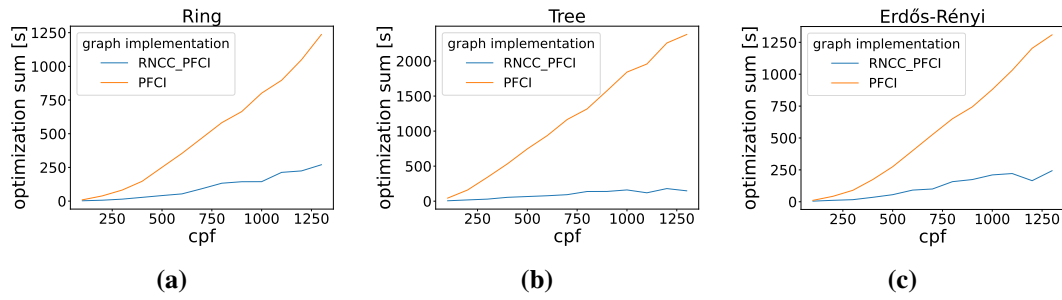 Ring
optimization sum [s]
1250
1000
750
500
250
0
graph implementation
RNCC_PFCI
PFCI
250
500
750
1000
1250
cpf
(a)
Tree
optimization sum [s]
2000
1500
1000
500
0
graph implementation
RNCC_PFCI
PFCI
250
500
750
1000
1250
cpf
(b)
Erdős-Rényi
optimization sum [s]
1250
1000
750
500
250
0
graph implementation
RNCC_PFCI
PFCI
250
500
750
1000
1250
cpf
(c)